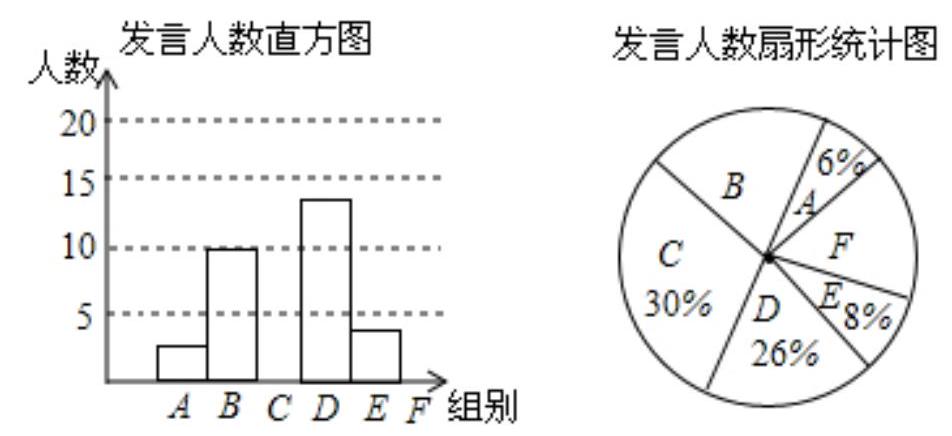 发言人数直方图
人数
20
15
10
5
A B C D E F 组别
发言人数扇形统计图
6%
B
A
C
F
30%
D
E
8%
26%